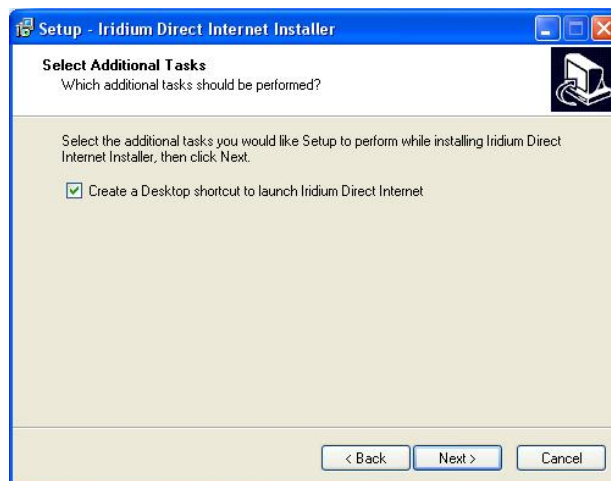 Setup - Iridium Direct Internet Installer
Select Additional Tasks
Which additional tasks should be performed?
Select the additional tasks you would like Setup to perform while installing Iridium Direct
Internet Installer, then click Next.
Create a Desktop shortcut to launch Iridium Direct Internet
< Back Next > Cancel